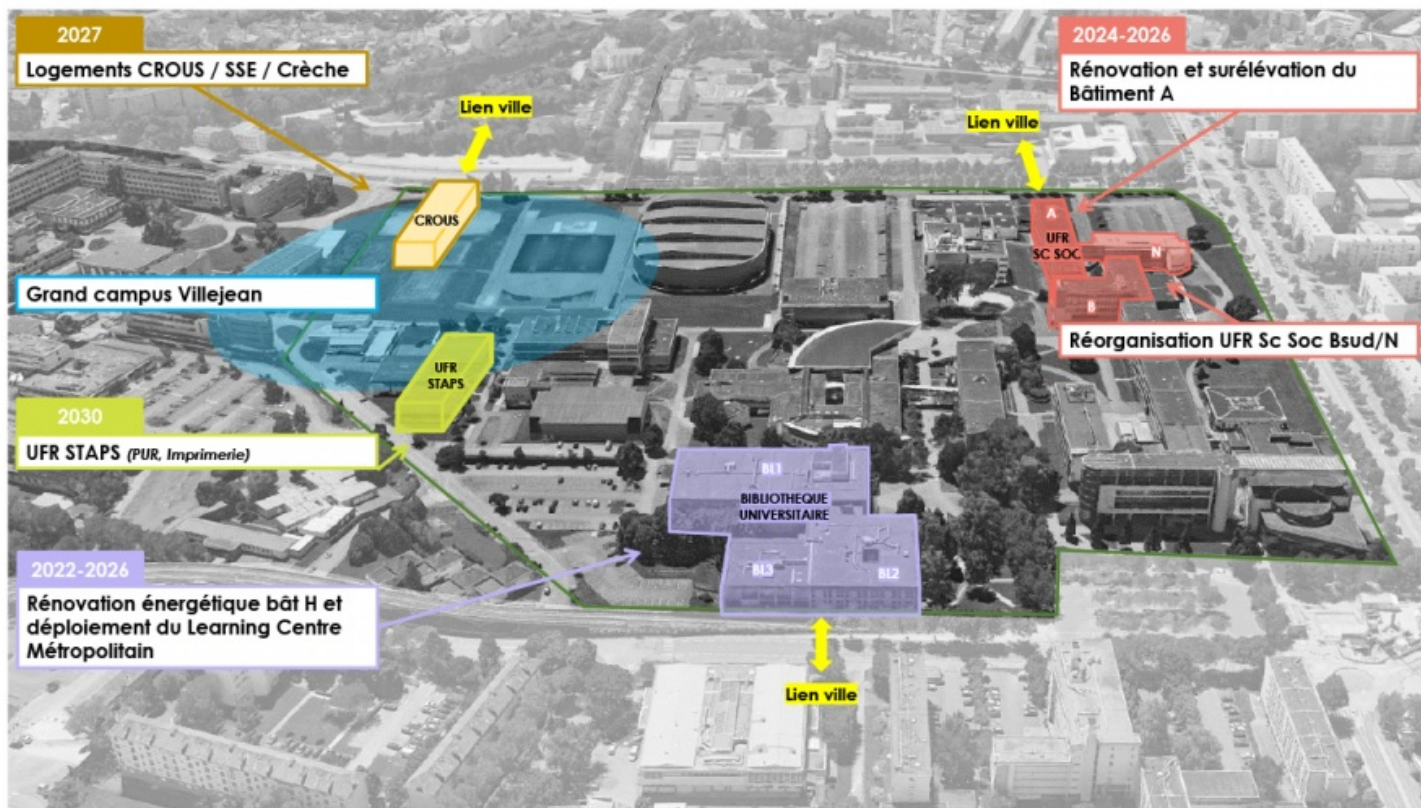 2027
Logements CROUS / SSE / Crèche
Lien ville
2024-2026
Rénovation et surélévation du
Bâtiment A
Lien ville
CROUS
A
UFR
SC SOC
N
B
Grand campus Villejean
Réorganisation UFR Sc Soc Bsud/N
UFR
STAPS
2030
UFR STAPS (PUR, Imprimerie)
BL1
BIBLIOTHEQUE
UNIVERSITAIRE
BL3
BL2
2022-2026
Rénovation énergétique bât H et
déploiement du Learning Centre
Métropolitain
Lien ville